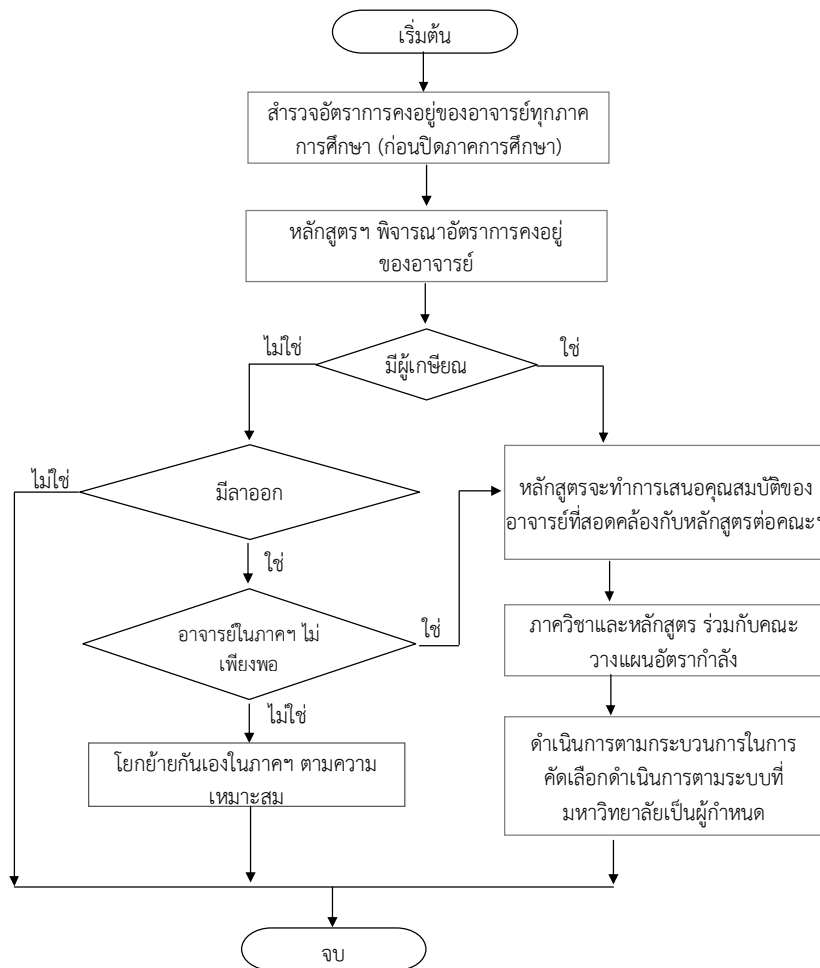 เริ่มต้น
สำรวจอัตราการคงอยู่ของอาจารย์ทุกภาค
การศึกษา (ก่อนปิดภาคการศึกษา)
หลักสูตรฯ พิจารณาอัตราการคงอยู่
ของอาจารย์
ไม่ใช่
ใช่
มีผู้เกษียณ
ไม่ใช่
มีลาออก
หลักสูตรจะทำการเสนอคุณสมบัติของ
อาจารย์ที่สอดคล้องกับหลักสูตรต่อคณะฯ
ใช่
อาจารย์ในภาคฯ ไม่
เพียงพอ
ใช่
ภาควิชาและหลักสูตร ร่วมกับคณะ
วางแผนอัตรากำลัง
ไม่ใช่
โยกย้ายกันเองในภาคฯ ตามความ
เหมาะสม
ดำเนินการตามกระบวนการในการ
คัดเลือกดำเนินการตามระบบที่
มหาวิทยาลัยเป็นผู้กำหนด
จบ